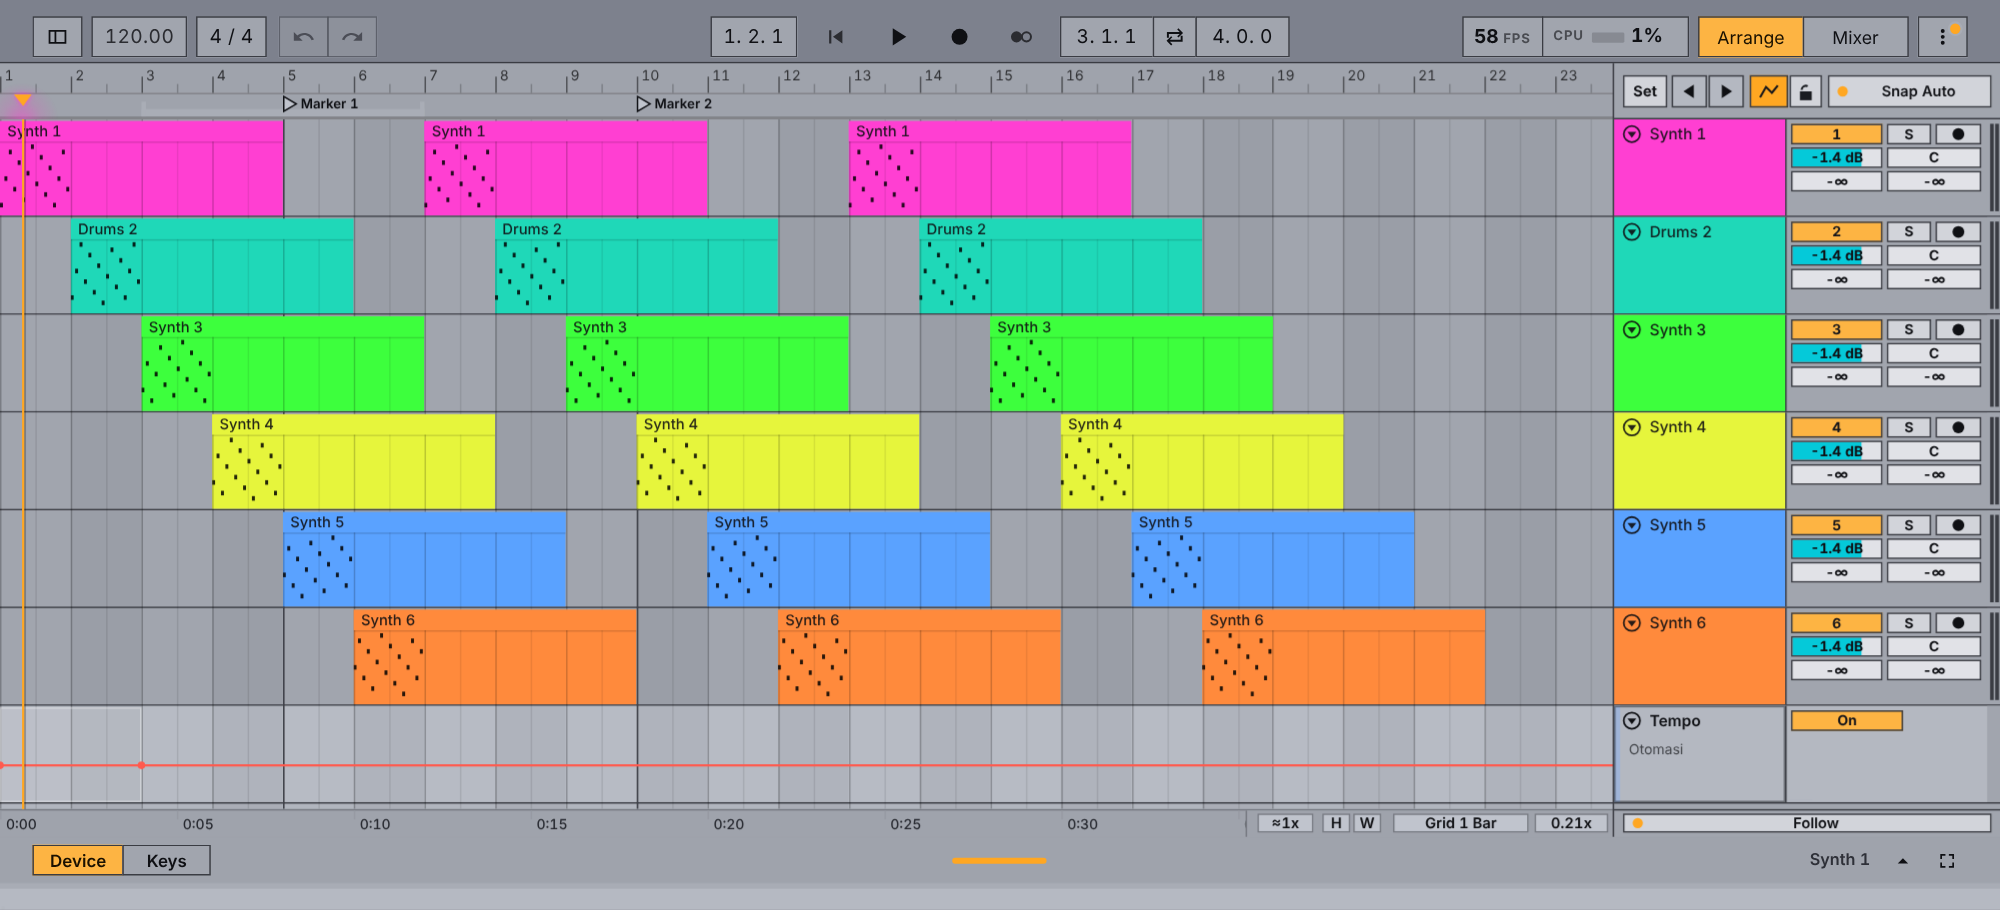 120.00 4 / 4 1. 2. 1 3. 1. 1 4. 0. 0 58 FPS CPU 1% Arrange Mixer
1 2 3 4 5 6 7 8 9 10 11 12 13 14 15 16 17 18 19 20 21 22 23
Marker 1 Marker 2
Set Snap Auto
Synth 1 Synth 1 Synth 1 Synth 1 1 S
-1.4 dB C
-∞ -∞
Drums 2 Drums 2 Drums 2 Drums 2 2 S
-1.4 dB C
-∞ -∞
Synth 3 Synth 3 Synth 3 Synth 3 3 S
-1.4 dB C
-∞ -∞
Synth 4 Synth 4 Synth 4 Synth 4 4 S
-1.4 dB C
-∞ -∞
Synth 5 Synth 5 Synth 5 Synth 5 5 S
-1.4 dB C
-∞ -∞
Synth 6 Synth 6 Synth 6 Synth 6 6 S
-1.4 dB C
-∞ -∞
Tempo On
Otomasi
0:00 0:05 0:10 0:15 0:20 0:25 0:30 ≈1x H W Grid 1 Bar 0.21x Follow
Device Keys Synth 1